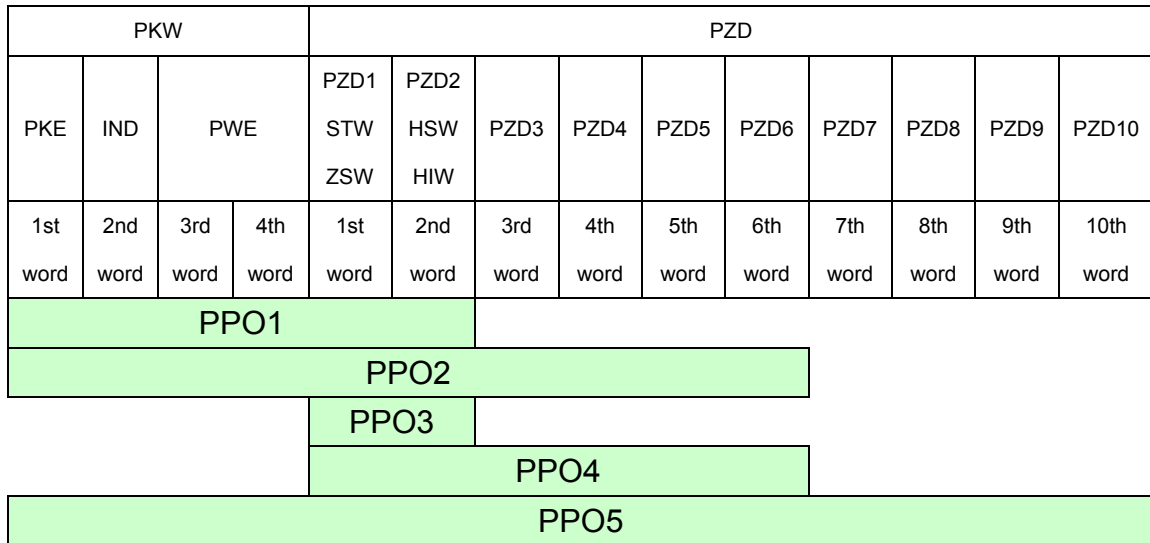 PKW PZD
PKE IND PWE PZD1 STW ZSW PZD2 HSW HIW PZD3 PZD4 PZD5 PZD6 PZD7 PZD8 PZD9 PZD10
1st word 2nd word 3rd word 4th word 1st word 2nd word 3rd word 4th word 5th word 6th word 7th word 8th word 9th word 10th word
PPO1
PPO2
PPO3
PPO4
PPO5